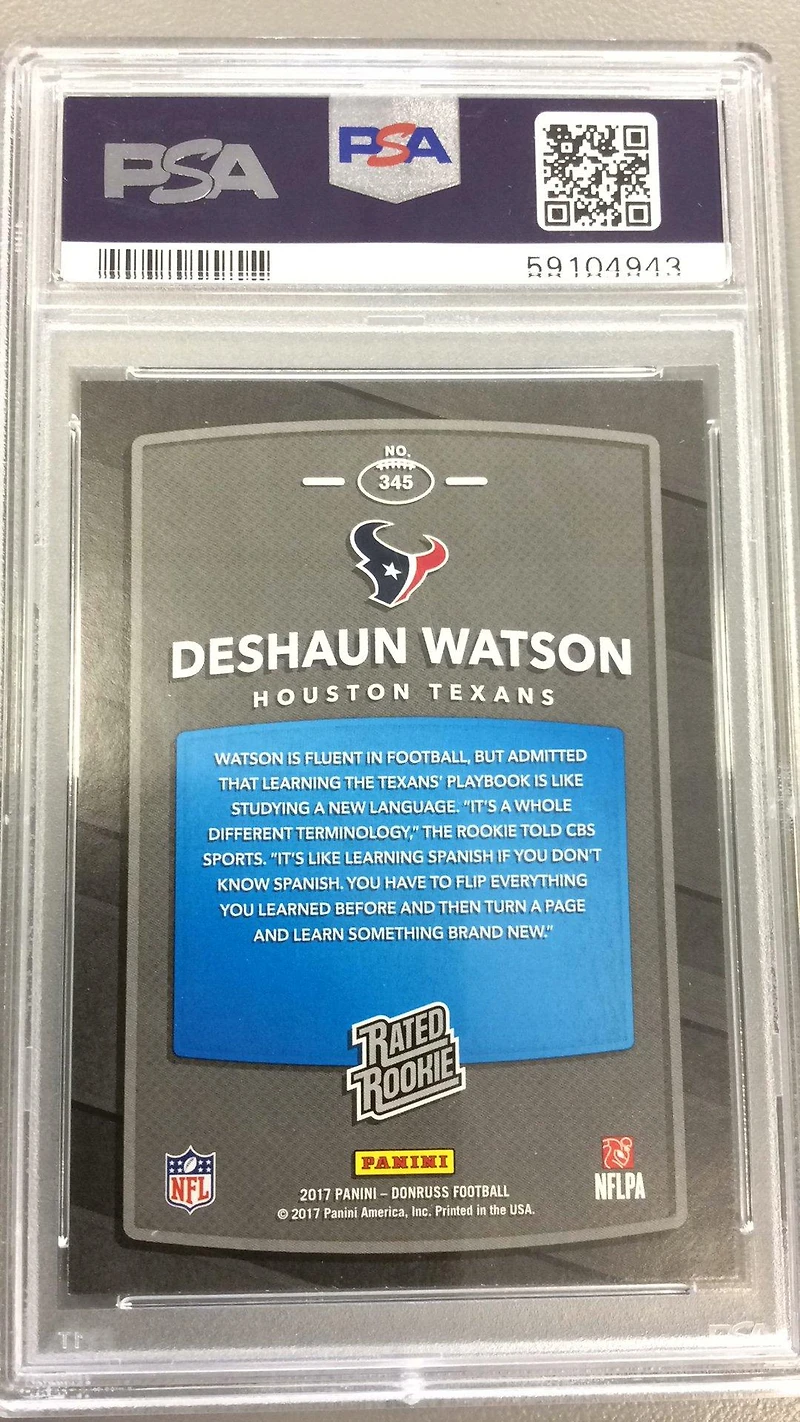 PSA
PSA
59104943
NO.
345
DESHAUN WATSON
HOUSTON TEXANS
WATSON IS FLUENT IN FOOTBALL, BUT ADMITTED
THAT LEARNING THE TEXANS' PLAYBOOK IS LIKE
STUDYING A NEW LANGUAGE. "IT'S A WHOLE
DIFFERENT TERMINOLOGY," THE ROOKIE TOLD CBS
SPORTS. "IT'S LIKE LEARNING SPANISH IF YOU DON'T
KNOW SPANISH. YOU HAVE TO FLIP EVERYTHING
YOU LEARNED BEFORE AND THEN TURN A PAGE
AND LEARN SOMETHING BRAND NEW."
RATED
ROOKIE
NFL
PANINI
NFLPA
2017 PANINI – DONRUSS FOOTBALL
© 2017 Panini America, Inc. Printed in the USA.
PSA